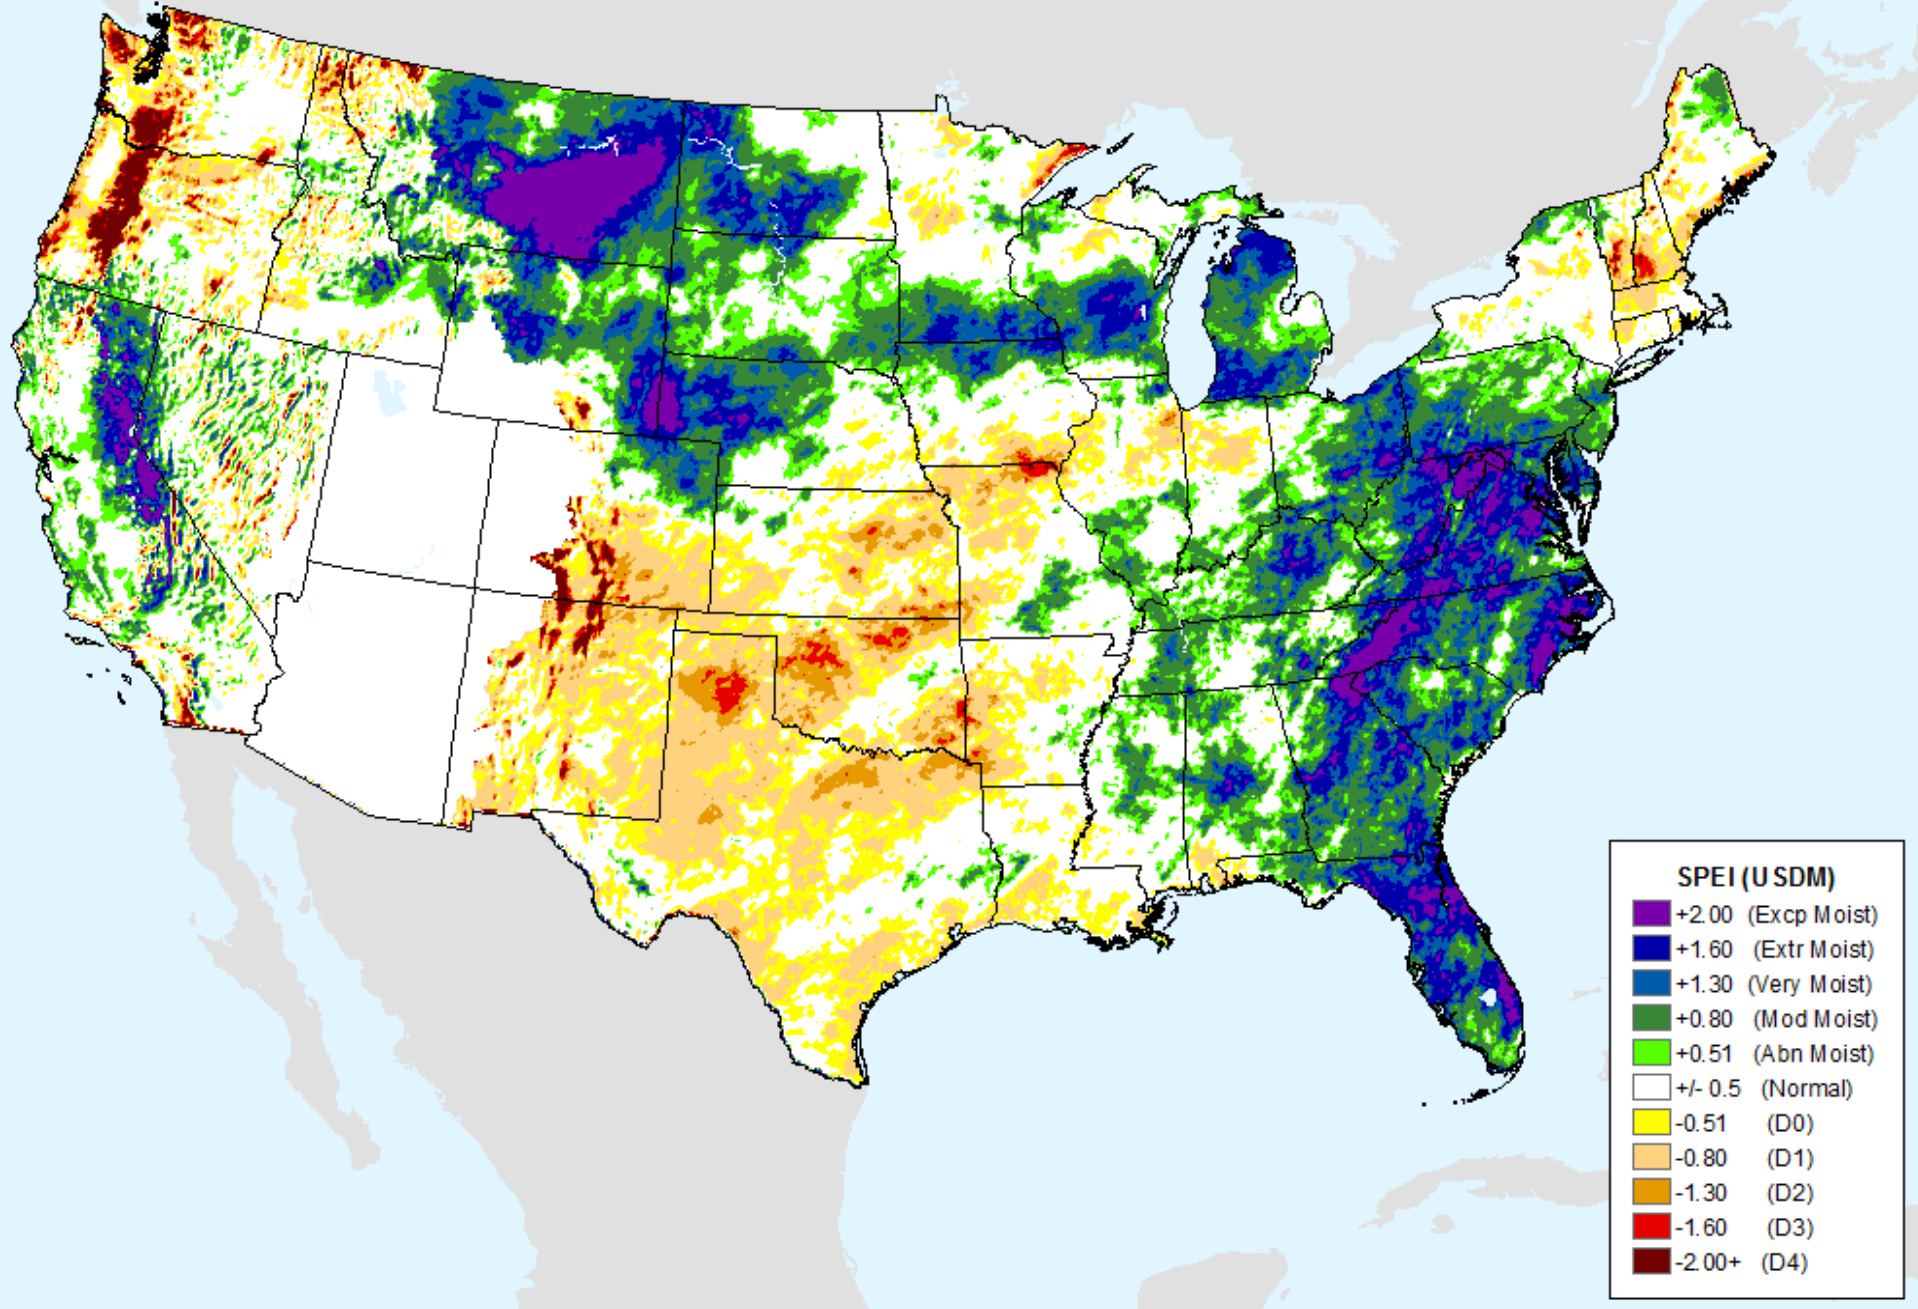 SPEI (USDM)
+2.00 (Excp Moist)
+1.60 (Extr Moist)
+1.30 (Very Moist)
+0.80 (Mod Moist)
+0.51 (Abn Moist)
+/- 0.5 (Normal)
-0.51 (D0)
-0.80 (D1)
-1.30 (D2)
-1.60 (D3)
-2.00+ (D4)